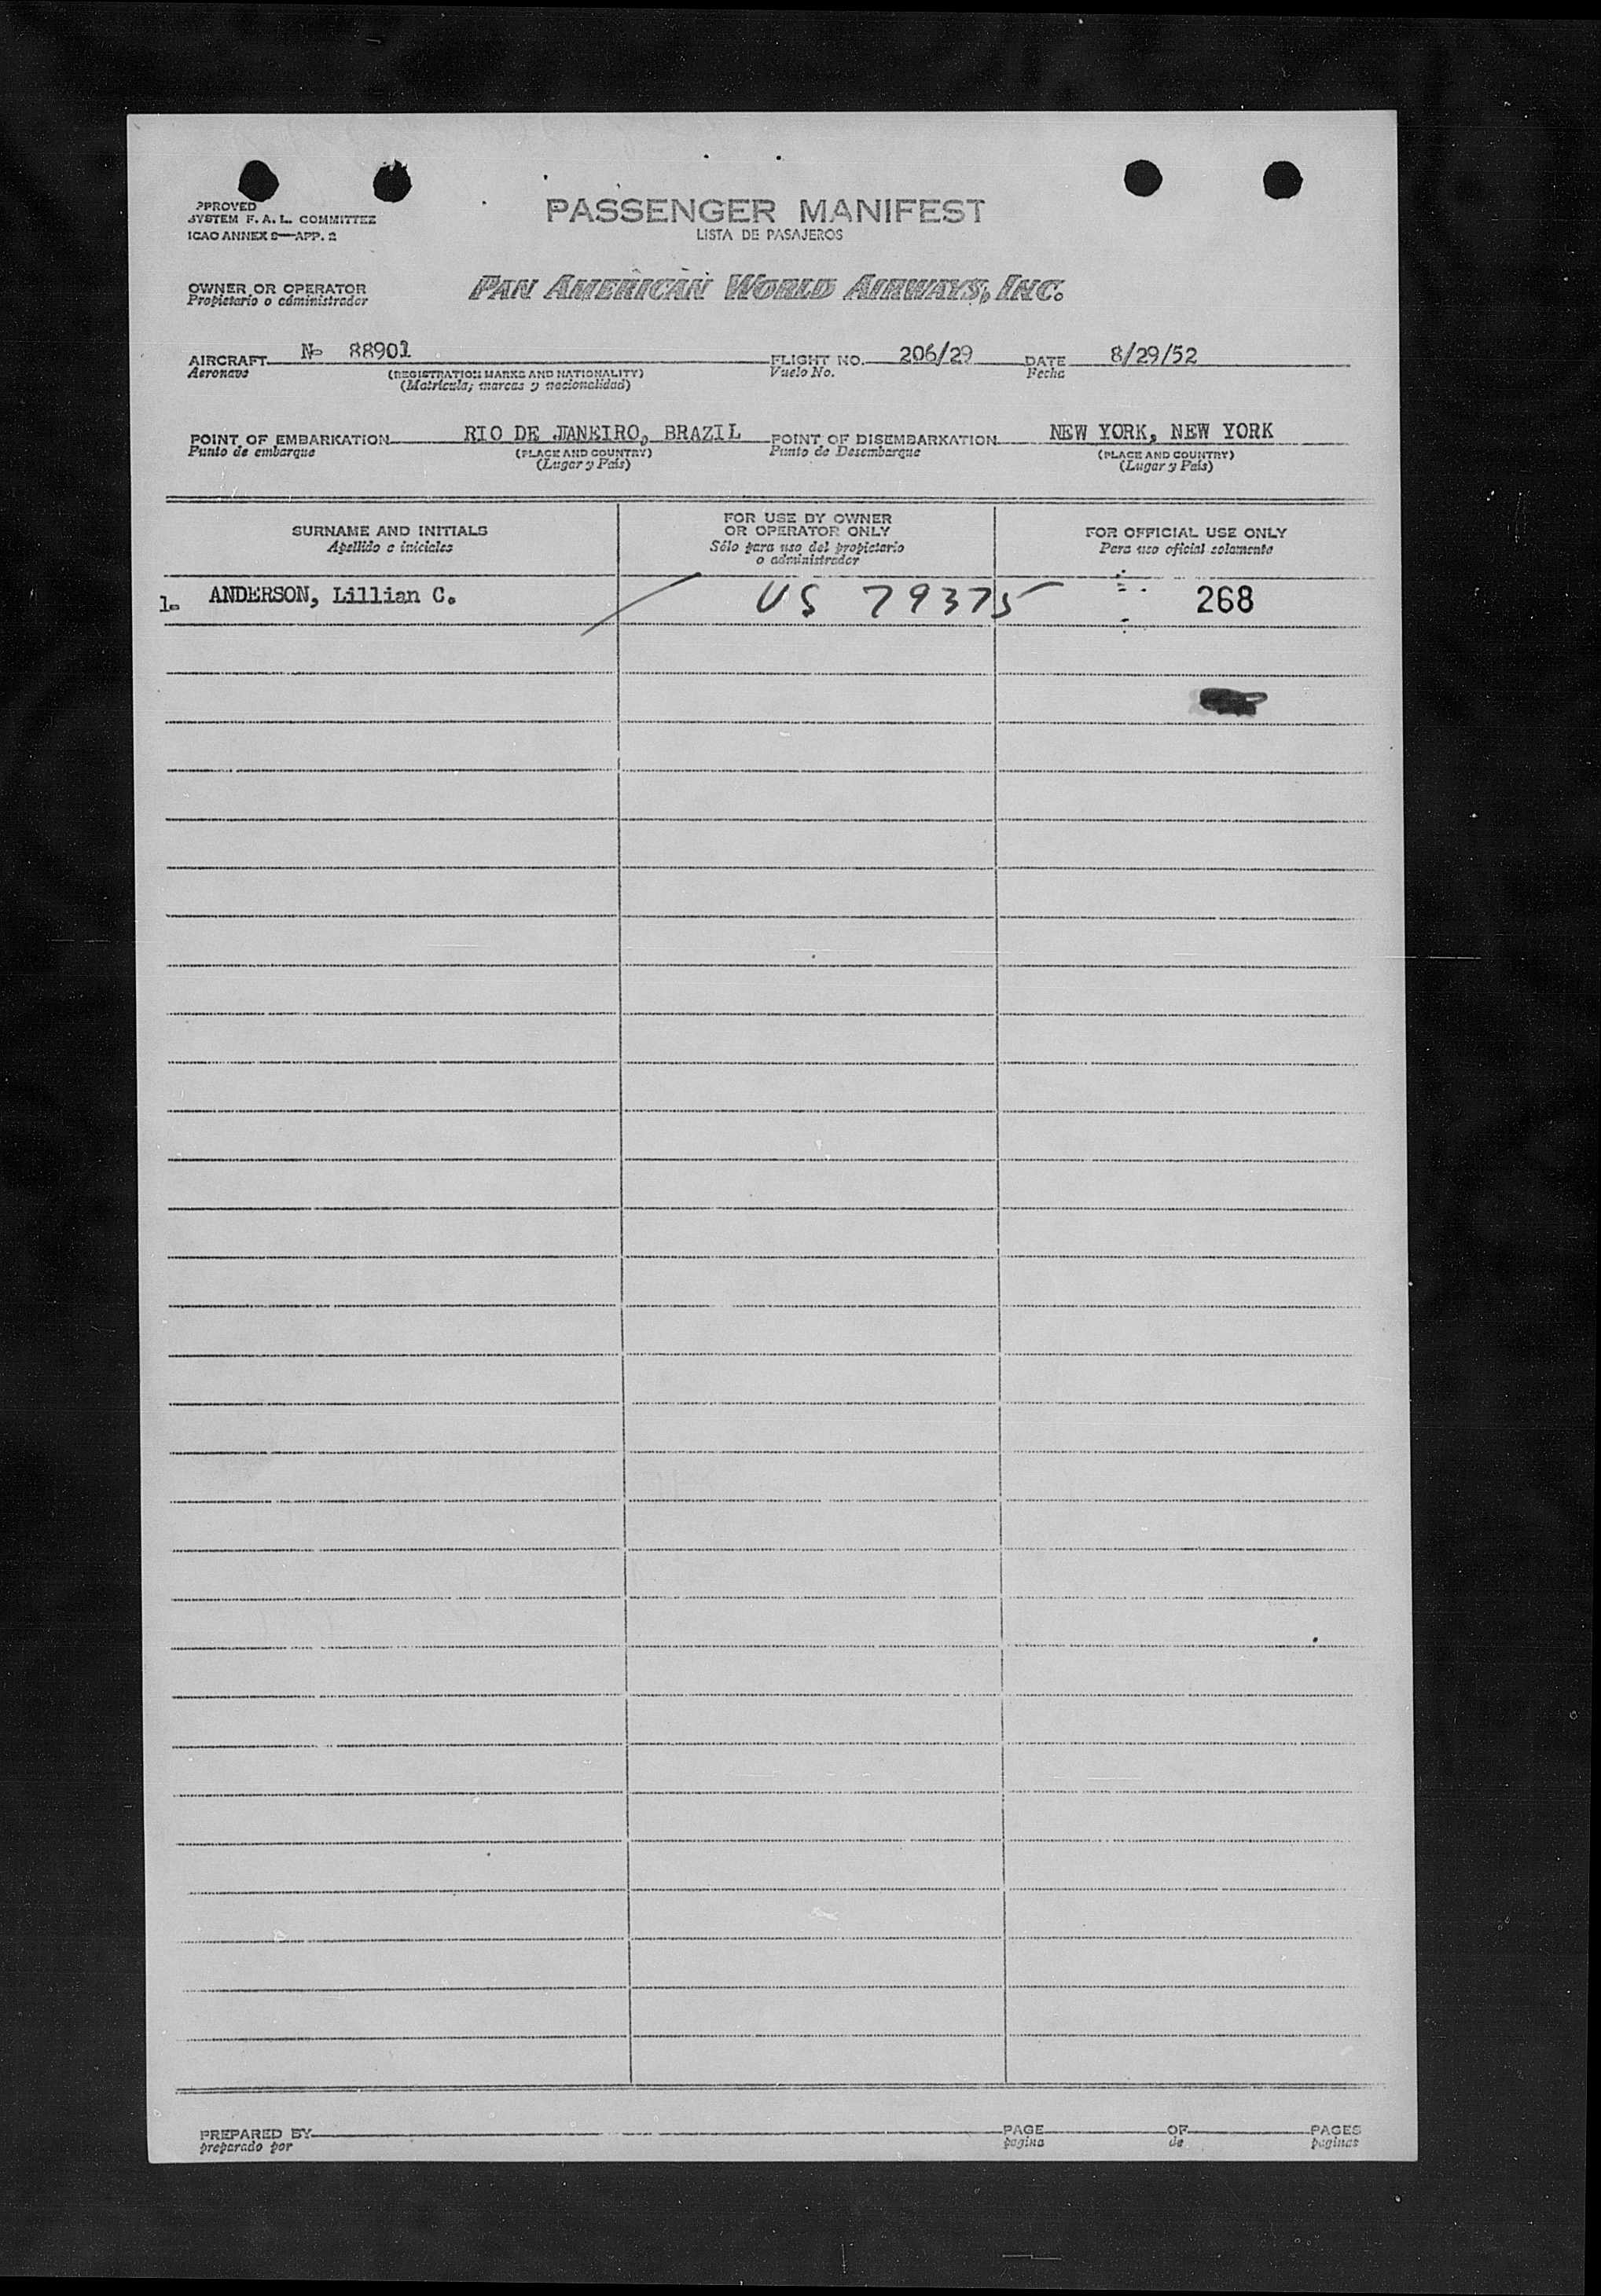 PPROVED
SYSTEM F. A. L. COMMITTEE
ICAO ANNEX 9—APP. 2
PASSENGER MANIFEST
LISTA DE PASAJEROS
OWNER OR OPERATOR
Propietario o administrador
PAN AMERICAN WORLD AIRWAYS, INC.
AIRCRAFT N- 88901 FLIGHT NO. 206/29 DATE 8/29/52
Aeronave (REGISTRATION MARKS AND NATIONALITY) Vuelo No. Fecha
(Matrícula; marcas y nacionalidad)
POINT OF EMBARKATION RIO DE JANEIRO, BRAZIL POINT OF DISEMBARKATION NEW YORK, NEW YORK
Punto de embarque (PLACE AND COUNTRY) Punto de Desembarque (PLACE AND COUNTRY)
(Lugar y País) (Lugar y País)
SURNAME AND INITIALS
Apellido e iniciales
FOR USE BY OWNER
OR OPERATOR ONLY
Sólo para uso del propietario
o administrador
FOR OFFICIAL USE ONLY
Para uso oficial solamente
1- ANDERSON, Lillian C. US 79375 268
PREPARED BY PAGE OF PAGES
preparado por pagina de paginas